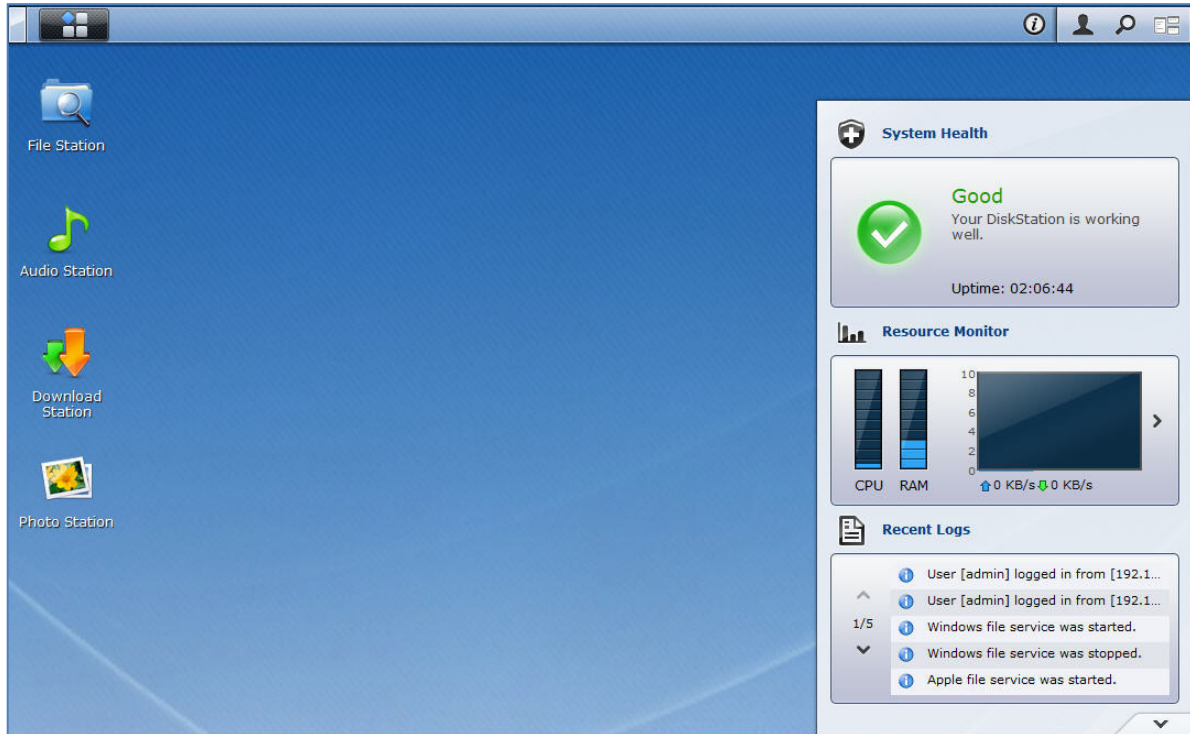 File Station
Audio Station
Download
Station
Photo Station
System Health
Good
Your DiskStation is working
well.
Uptime: 02:06:44
Resource Monitor
10
8
6
4
2
0
CPU RAM 0 KB/s 0 KB/s
Recent Logs
User [admin] logged in from [192.1...
User [admin] logged in from [192.1...
1/5
Windows file service was started.
Windows file service was stopped.
Apple file service was started.